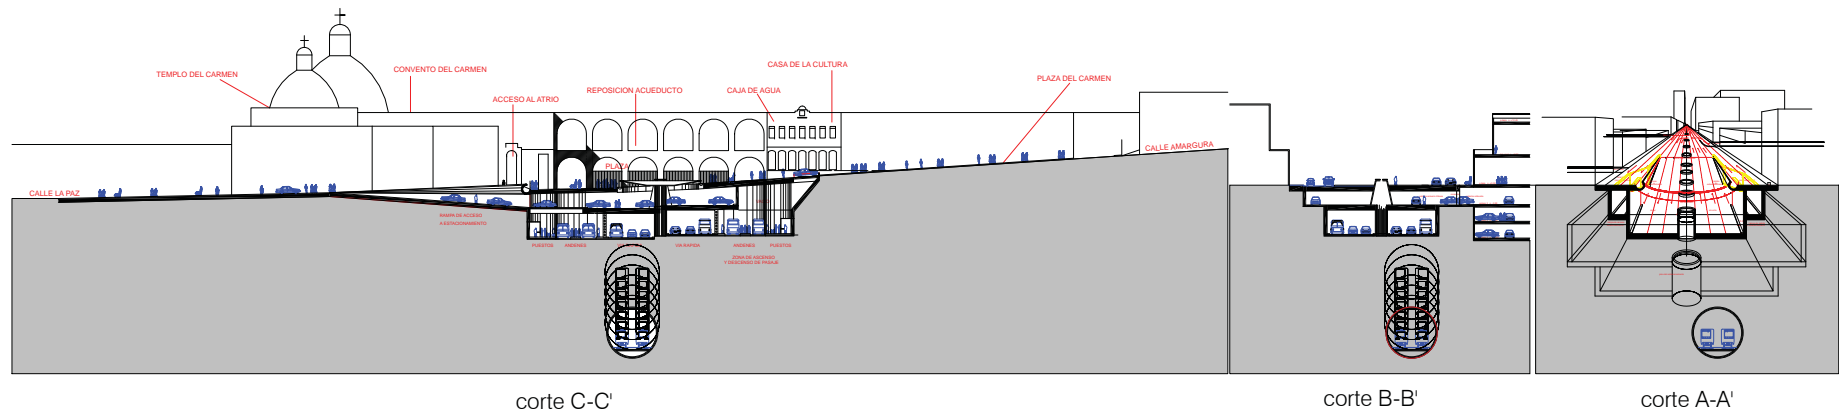 TEMPLO DEL CARMEN
CONVENTO DEL CARMEN
ACCESO AL ATRIO
REPOSICION ACUEDUCTO
CAJA DE AGUA
CASA DE LA CULTURA
PLAZA DEL CARMEN
CALLE AMARGURA
PLAZA
CALLE LA PAZ
RAMPA DE ACCESO
A ESTACIONAMIENTO
PUESTOS
ANDENES
VIA RAPIDA
ANDENES
PUESTOS
ZONA DE ASCENSO
Y DESCENSO DE PASAJE
corte C-C'
corte B-B'
corte A-A'